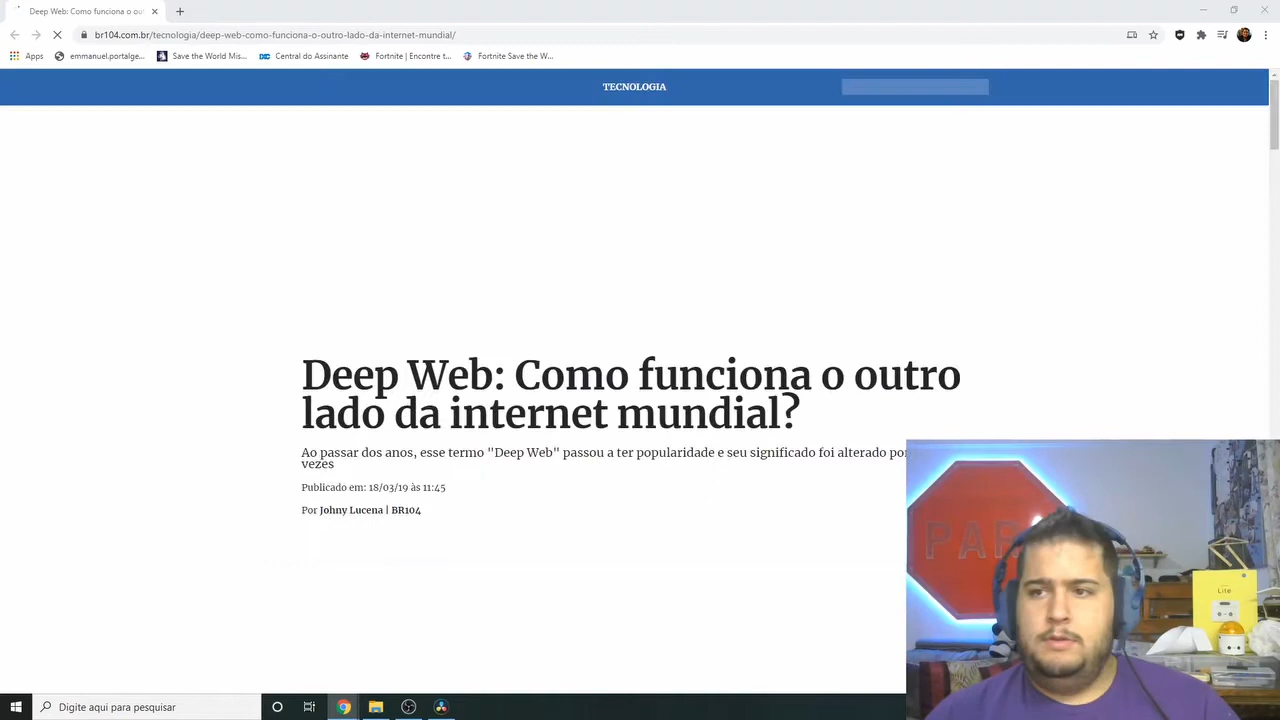 Deep Web: Como funciona o out
br104.com.br/tecnologia/deep-web-como-funciona-o-outro-lado-da-internet-mundial/
Apps
emmanuel.portalge...
Save the World Mis...
Central do Assinante
Fortnite | Encontre t...
Fortnite Save the W...
TECNOLOGIA
Deep Web: Como funciona o outro
lado da internet mundial?
Ao passar dos anos, esse termo "Deep Web" passou a ter popularidade e seu significado foi alterado por
vezes
Publicado em: 18/03/19 às 11:45
Por Johny Lucena | BR104
PAR
Lite
Digite aqui para pesquisar